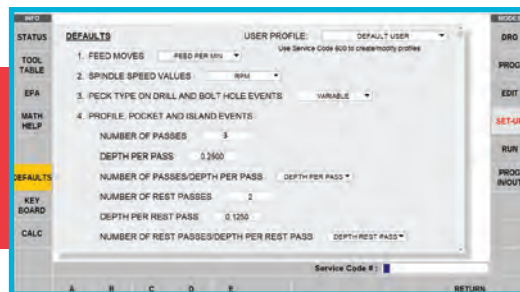 INFO
MODES
STATUS
DEFAULTS
USER PROFILE:
DEFAULT USER
DRO
Use Service Code 600 to create/modify profiles
TOOL TABLE
1. FEED MOVES
FEED PER MIN
PROG
2. SPINDLE SPEED VALUES
RPM
EPA
3. PECK TYPE ON DRILL AND BOLT HOLE EVENTS
VARIABLE
EDIT
MATH HELP
4. PROFILE, POCKET AND ISLAND EVENTS
SET-UP
NUMBER OF PASSES
3
DEPTH PER PASS
0.2500
RUN
DEFAULTS
NUMBER OF PASSES/DEPTH PER PASS
DEPTH PER PASS
PROG IN/OUT
KEY BOARD
NUMBER OF REST PASSES
2
DEPTH PER REST PASS
0.1250
CALC
NUMBER OF REST PASSES/DEPTH PER REST PASS
DEPTH REST PASS
Service Code #:
A B C D E
RETURN